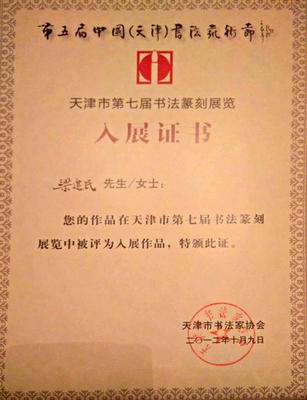 第五届中国(天津)书法艺术节
天津市第七届书法篆刻展览
入展证书
梁建民 先生/女士:
您的作品在天津市第七届书法篆刻
展览中被评为入展作品,特颁此证。
天津市书法家协会
二〇一二年十月九日